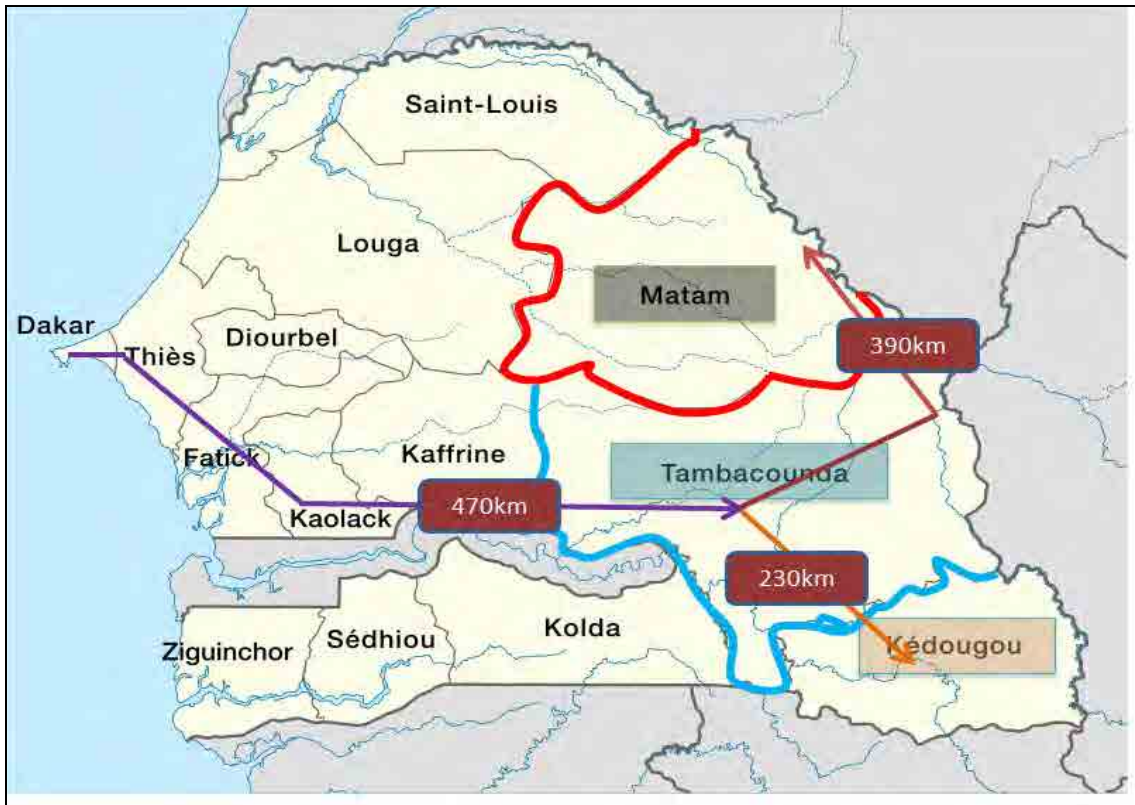 Saint-Louis
Louga
Matam
Dakar
Thiès
Diourbel
390km
Fatick
Kaffrine
Tambacounda
Kaolack
470km
230km
Ziguinchor
Sédhiou
Kolda
Kédougou